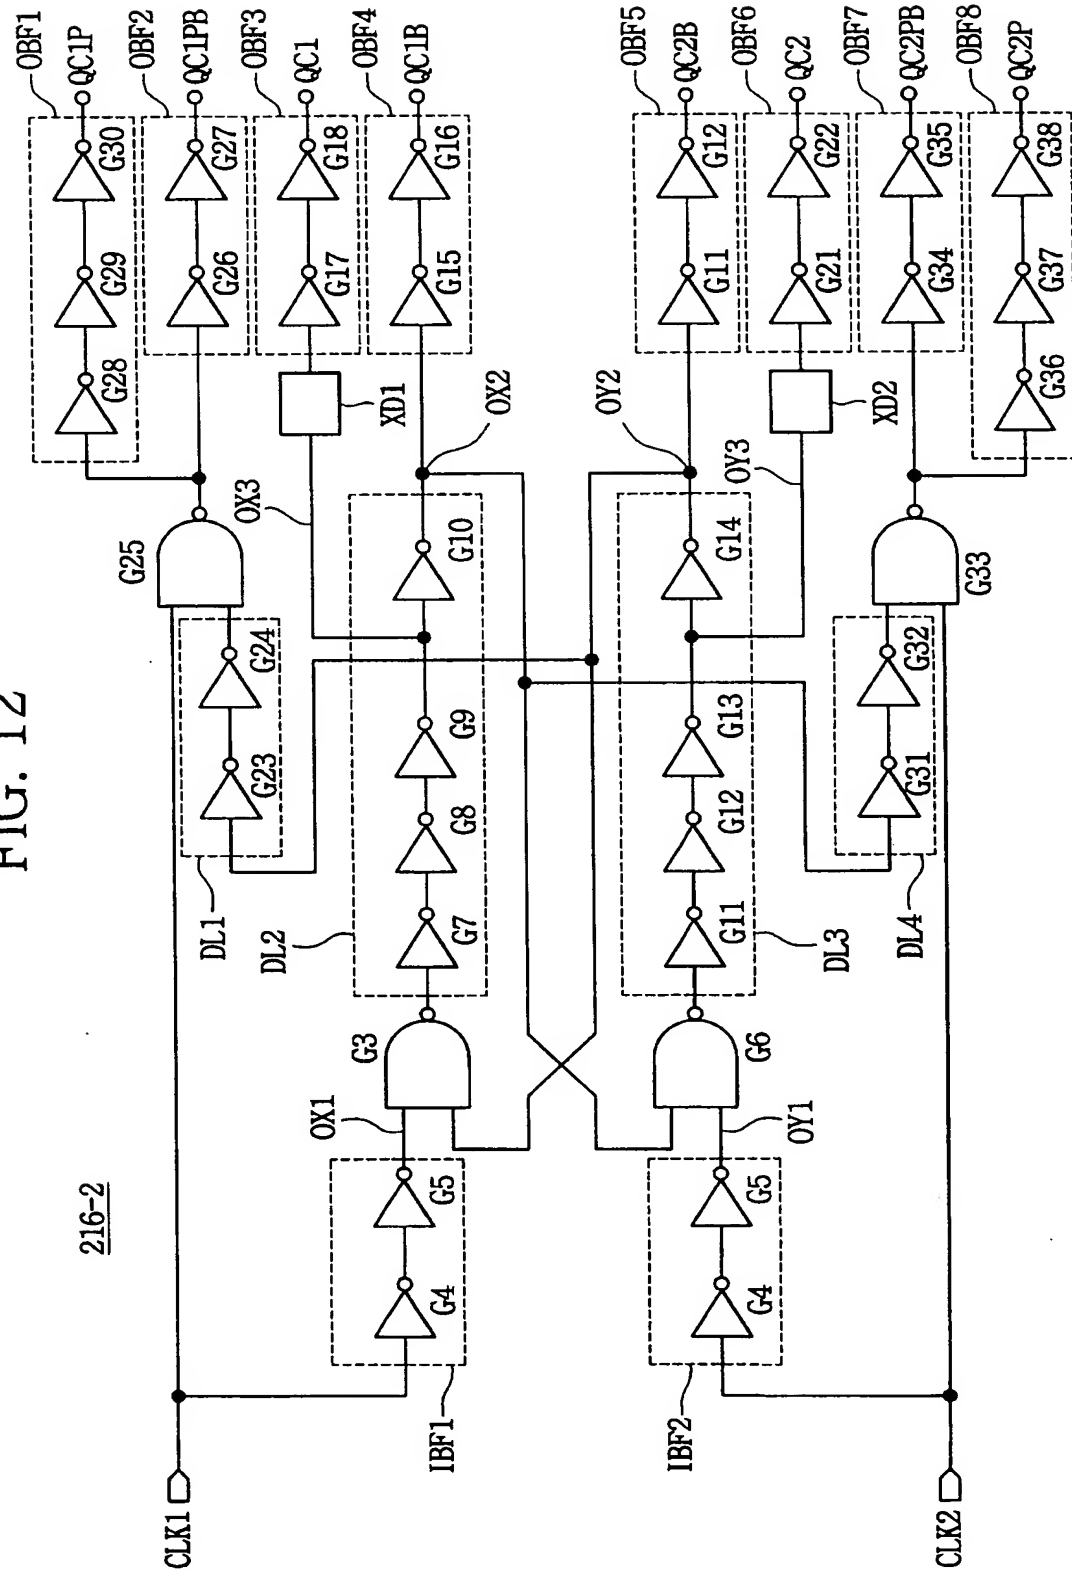 FIG. 12
216-2
OBF1
QC1P
OBF2
QC1PB
OBF3
QC1
OBF4
QC1B
G30
G27
G18
G16
G29
G26
G17
G15
G28
XD1
OX2
G25
OX3
G24
G23
DL1
G10
G9
G8
G7
DL2
G3
OX1
G5
G4
IBF1
CLK1
OBF5
QC2B
OBF6
QC2
OBF7
QC2PB
OBF8
QC2P
G12
G22
G35
G38
G11
G21
G34
G37
G36
OY2
XD2
OY3
G14
G33
G13
G12
G11
DL3
G32
G31
DL4
G6
OY1
G5
G4
IBF2
CLK2